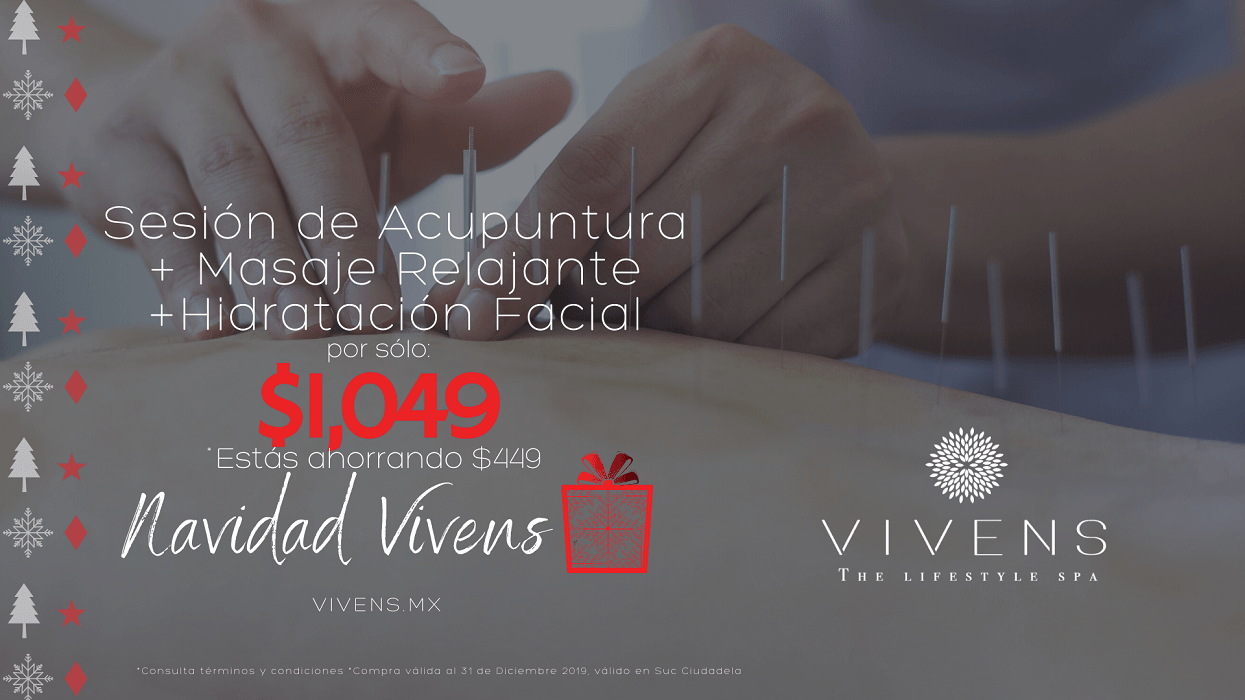 Sesión de Acupuntura
+ Masaje Relajante
+Hidratación Facial
por sólo:
$1,049
*Estás ahorrando $449
Navidad Vivens
VIVENS.MX
VIVENS
THE LIFESTYLE SPA
*Consulta términos y condiciones *Compra válida al 31 de Diciembre 2019, válido en Suc Ciudadela